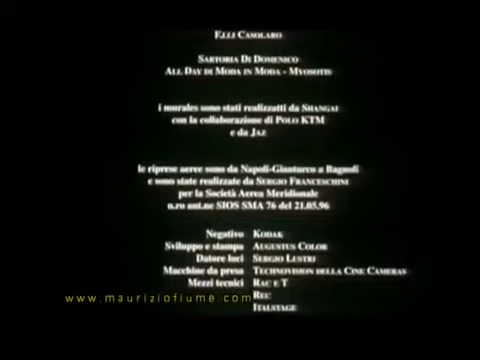 ELLI CASOLARO
SARTORIA DI DOMENICO
ALL DAY DI MODA IN MODA - MYOSOTIS
i murales sono stati realizzatti da SHANGAI
con la collaborazione di POLO KTM
e da JAZ
le riprese aeree sono da Napoli-Gianturco a Bagnoli
e sono state realizzate da SERGIO FRANCESCHINI
per la Società Aerea Meridionale
n.ro aut.ne SIOS SMA 76 del 21.05.96
Negativo KODAK
Sviluppo e stampa AUGUSTUS COLOR
Datore luci SERGIO LUSTRI
Macchine da presa TECHNOVISION DELLA CINE CAMERAS
Mezzi tecnici RAC E T
www.mauriziofiume.com REC
ITALSTAGE